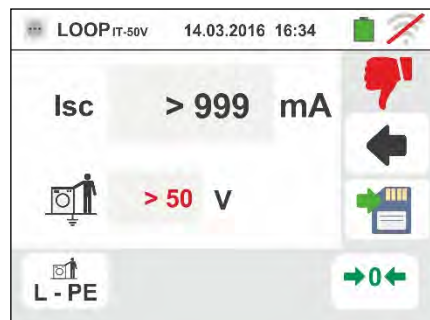 LOOP IT-50V 14.03.2016 16:34
Isc > 999 mA
> 50 V
L - PE
→0←